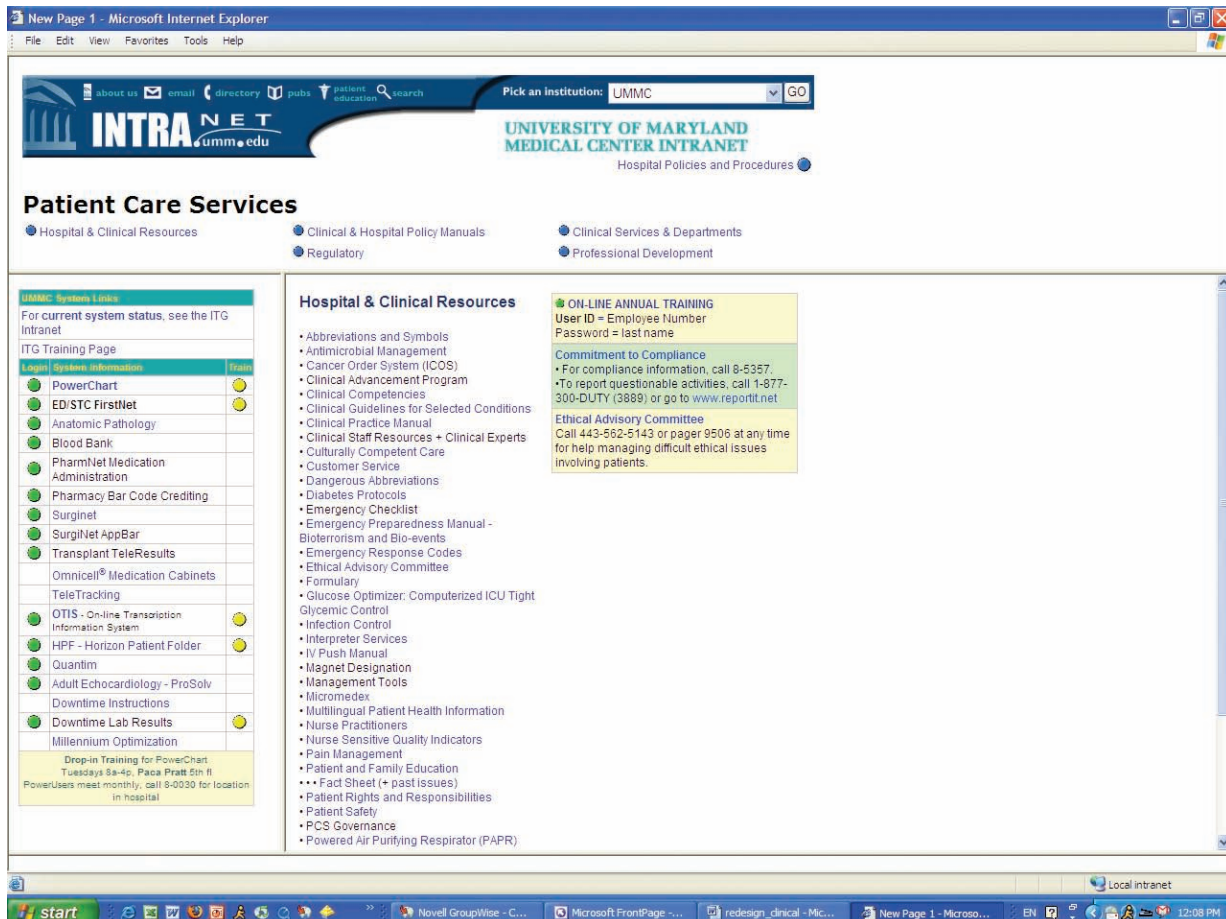 New Page 1 - Microsoft Internet Explorer
File Edit View Favorites Tools Help
about us email directory pubs patient education search
Pick an institution: UMMC GO
INTRANET
.umm.edu
UNIVERSITY OF MARYLAND
MEDICAL CENTER INTRANET
Hospital Policies and Procedures
Patient Care Services
Hospital & Clinical Resources
Clinical & Hospital Policy Manuals
Clinical Services & Departments
Regulatory
Professional Development
UMMC System Links
For current system status, see the ITG
Intranet
ITG Training Page
Login System Information Train
PowerChart
ED/STC FirstNet
Anatomic Pathology
Blood Bank
PharmNet Medication
Administration
Pharmacy Bar Code Crediting
Surginet
SurgiNet AppBar
Transplant TeleResults
Omnicell® Medication Cabinets
TeleTracking
OTIS - On-line Transcription
Information System
HPF - Horizon Patient Folder
Quantim
Adult Echocardiology - ProSolv
Downtime Instructions
Downtime Lab Results
Millennium Optimization
Drop-in Training for PowerChart
Tuesdays 8a-4p, Paca Pratt 5th fl
PowerUsers meet monthly, call 8-0030 for location
in hospital
Hospital & Clinical Resources
• Abbreviations and Symbols
• Antimicrobial Management
• Cancer Order System (ICOS)
• Clinical Advancement Program
• Clinical Competencies
• Clinical Guidelines for Selected Conditions
• Clinical Practice Manual
• Clinical Staff Resources + Clinical Experts
• Culturally Competent Care
• Customer Service
• Dangerous Abbreviations
• Diabetes Protocols
• Emergency Checklist
• Emergency Preparedness Manual -
Bioterrorism and Bio-events
• Emergency Response Codes
• Ethical Advisory Committee
• Formulary
• Glucose Optimizer: Computerized ICU Tight
Glycemic Control
• Infection Control
• Interpreter Services
• IV Push Manual
• Magnet Designation
• Management Tools
• Micromedex
• Multilingual Patient Health Information
• Nurse Practitioners
• Nurse Sensitive Quality Indicators
• Pain Management
• Patient and Family Education
• • • Fact Sheet (+ past issues)
• Patient Rights and Responsibilities
• Patient Safety
• PCS Governance
• Powered Air Purifying Respirator (PAPR)
ON-LINE ANNUAL TRAINING
User ID = Employee Number
Password = last name
Commitment to Compliance
• For compliance information, call 8-5357.
•To report questionable activities, call 1-877-
300-DUTY (3889) or go to www.reportit.net
Ethical Advisory Committee
Call 443-562-5143 or pager 9506 at any time
for help managing difficult ethical issues
involving patients.
Local intranet
start
Novell GroupWise - C...
Microsoft FrontPage -...
redesign_clinical - Mic...
New Page 1 - Microso...
EN
12:08 PM